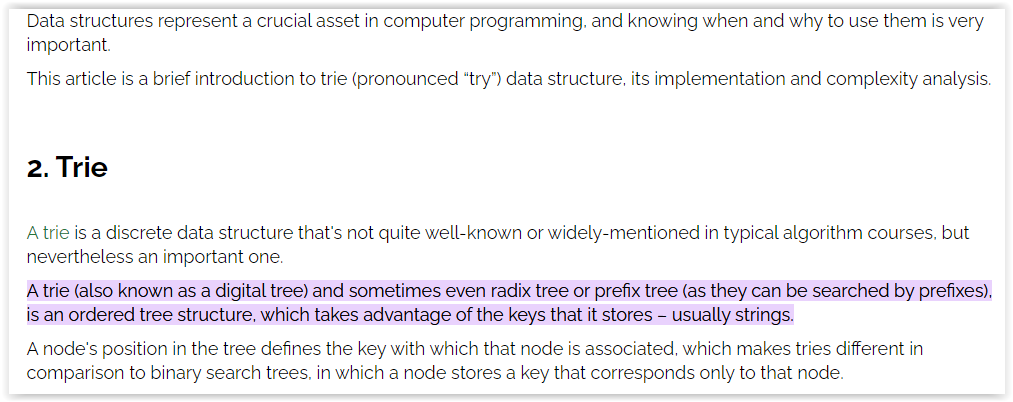 Data structures represent a crucial asset in computer programming, and knowing when and why to use them is very
important.
This article is a brief introduction to trie (pronounced “try”) data structure, its implementation and complexity analysis.
2. Trie
A trie is a discrete data structure that's not quite well-known or widely-mentioned in typical algorithm courses, but
nevertheless an important one.
A trie (also known as a digital tree) and sometimes even radix tree or prefix tree (as they can be searched by prefixes),
is an ordered tree structure, which takes advantage of the keys that it stores – usually strings.
A node's position in the tree defines the key with which that node is associated, which makes tries different in
comparison to binary search trees, in which a node stores a key that corresponds only to that node.